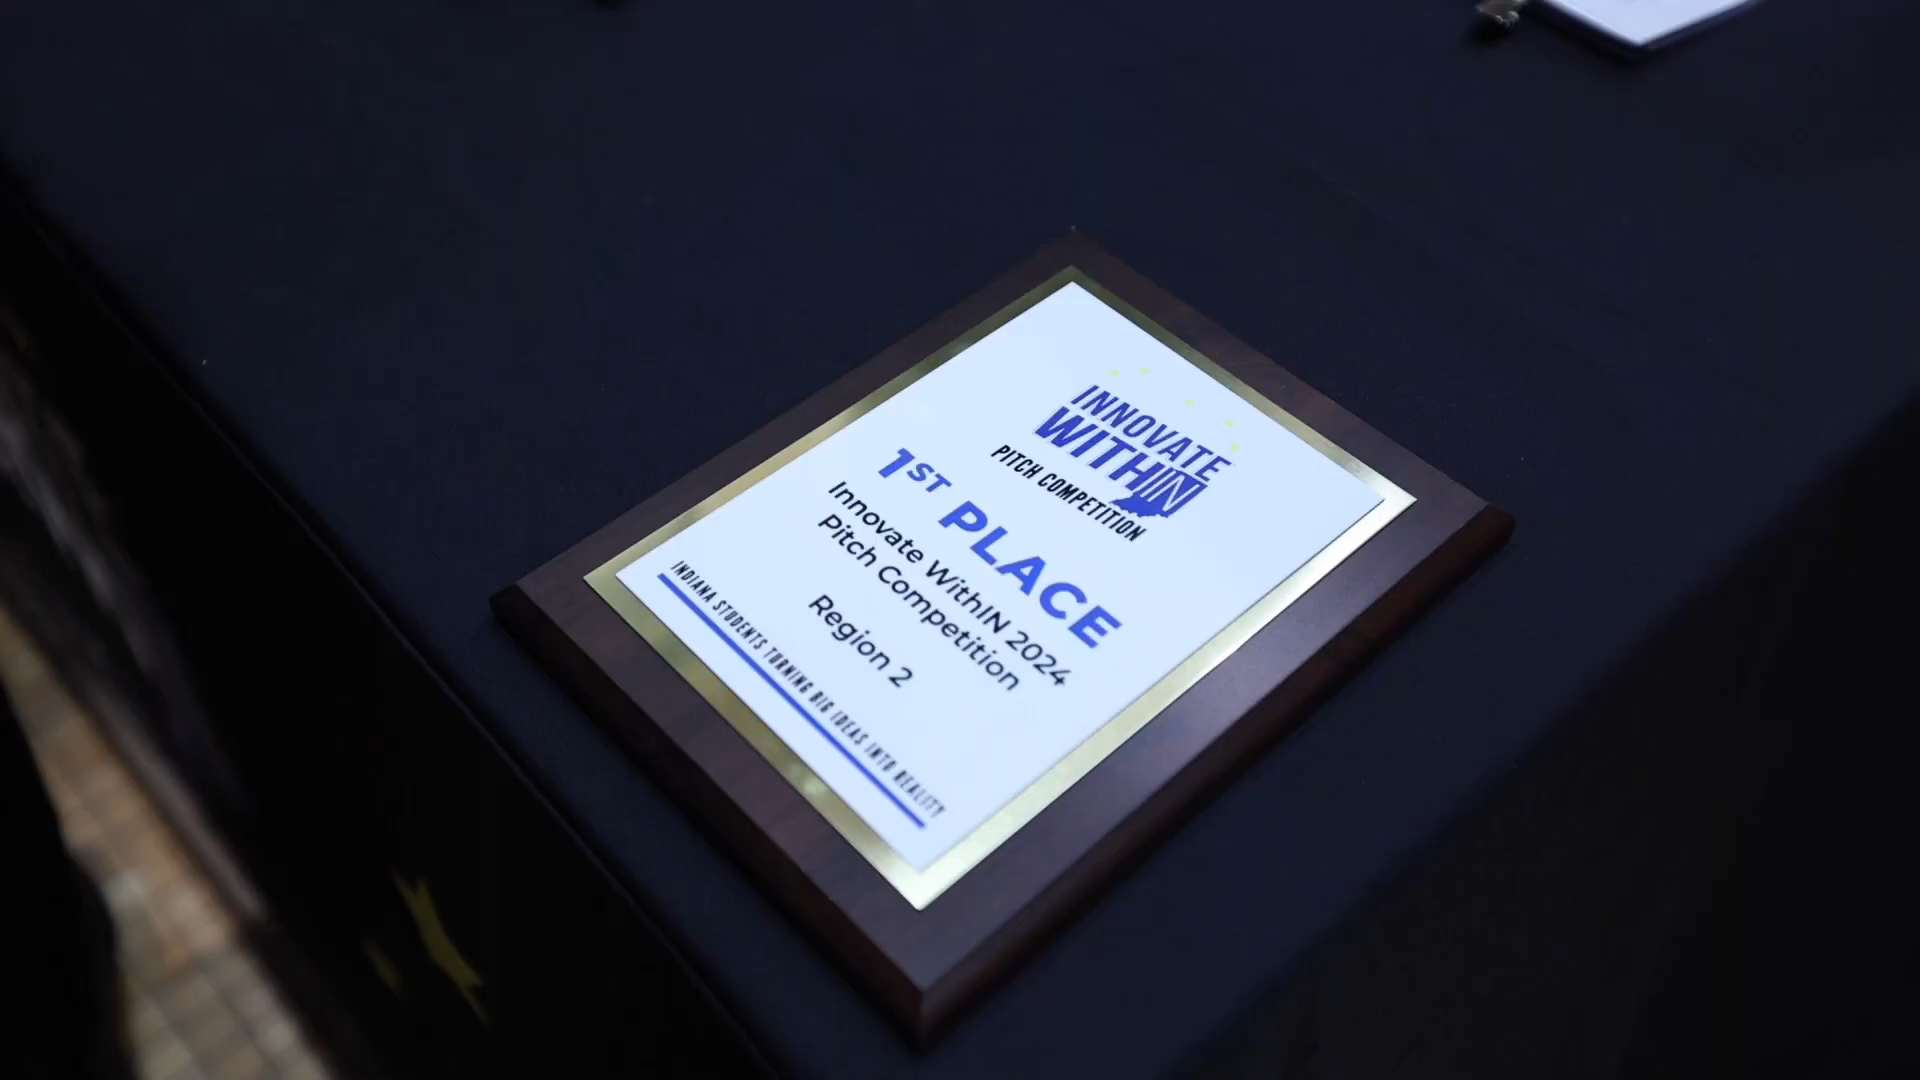 INNOVATE
WITHIN
PITCH COMPETITION
1ST PLACE
Innovate WithIN 2024
Pitch Competition
Region 2
INDIANA STUDENTS TURNING BIG IDEAS INTO REALITY